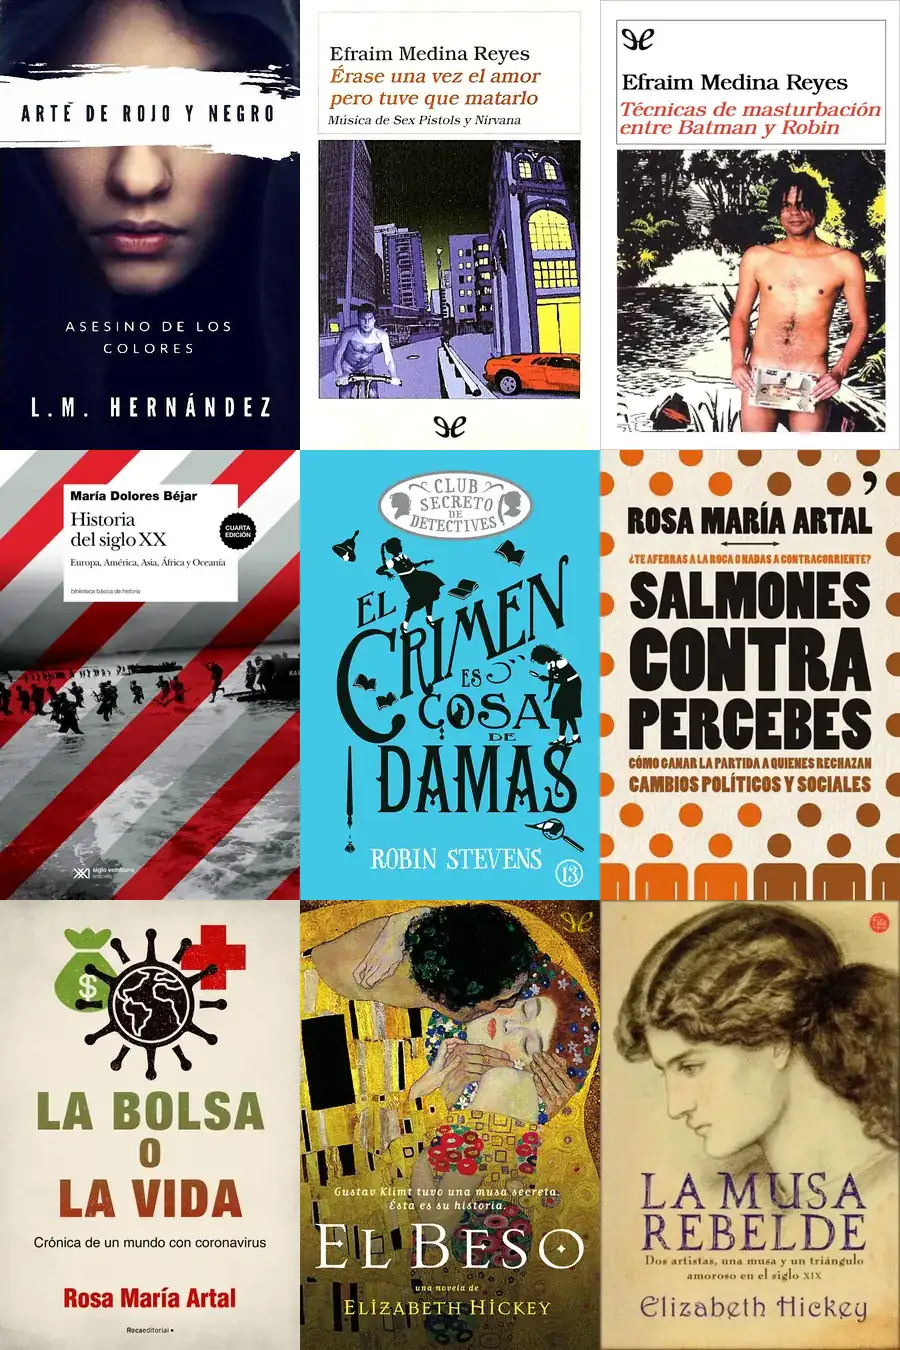 ARTE DE ROJO Y NEGRO
ASESINO DE LOS
COLORES
L.M. HERNÁNDEZ
Efraim Medina Reyes
Érase una vez el amor
pero tuve que matarlo
Música de Sex Pistols y Nirvana
Efraim Medina Reyes
Técnicas de masturbación
entre Batman y Robin
María Dolores Béjar
Historia
del siglo XX
Europa, América, Asia, África y Oceanía
biblioteca básica de historia
CUARTA
EDICIÓN
siglo veintiuno
editores
CLUB
SECRETO
DE
DETECTIVES
EL
CRIMEN
ES
COSA
DE
DAMAS
ROBIN STEVENS
13
ROSA MARÍA ARTAL
¿TE AFERRAS A LA ROCA O NADAS A CONTRACORRIENTE?
SALMONES
CONTRA
PERCEBES
CÓMO GANAR LA PARTIDA A QUIENES RECHAZAN
CAMBIOS POLÍTICOS Y SOCIALES
$
LA BOLSA
O
LA VIDA
Crónica de un mundo con coronavirus
Rosa María Artal
Rocaeditorial
Gustav Klimt tuvo una musa secreta.
Esta es su historia.
EL BESO
una novela de
ELIZABETH HICKEY
LA MUSA
REBELDE
Dos artistas, una musa y un triángulo
amoroso en el siglo XIX
Elizabeth Hickey